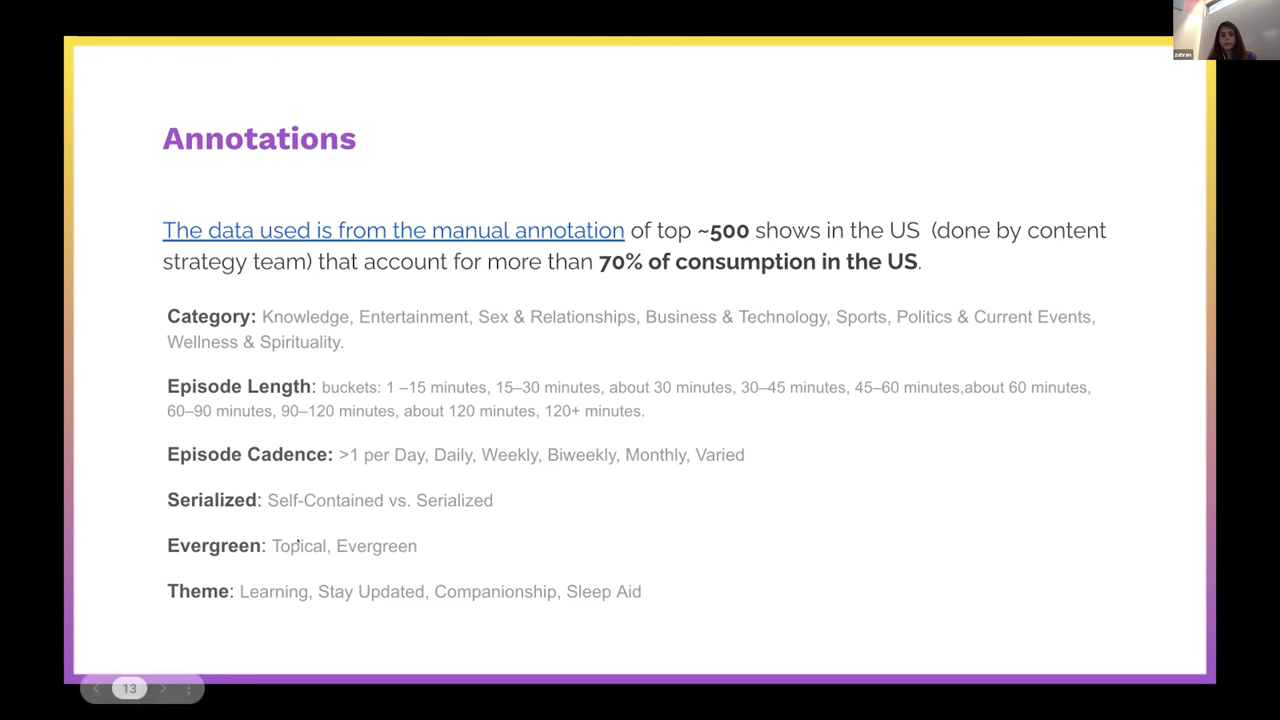 zahran
Annotations
The data used is from the manual annotation of top ~500 shows in the US (done by content
strategy team) that account for more than 70% of consumption in the US.
Category: Knowledge, Entertainment, Sex & Relationships, Business & Technology, Sports, Politics & Current Events,
Wellness & Spirituality.
Episode Length: buckets: 1 –15 minutes, 15–30 minutes, about 30 minutes, 30–45 minutes, 45–60 minutes,about 60 minutes,
60–90 minutes, 90–120 minutes, about 120 minutes, 120+ minutes.
Episode Cadence: >1 per Day, Daily, Weekly, Biweekly, Monthly, Varied
Serialized: Self-Contained vs. Serialized
Evergreen: Topical, Evergreen
Theme: Learning, Stay Updated, Companionship, Sleep Aid
13